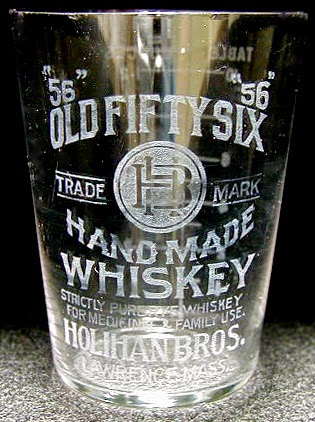 "56" "56"
OLD FIFTY SIX
TRADE HB MARK
HAND MADE
WHISKEY
STRICTLY PURE WHISKEY
FOR MEDICINAL & FAMILY USE.
HOLIHAN BROS.
LAWRENCE MASS.